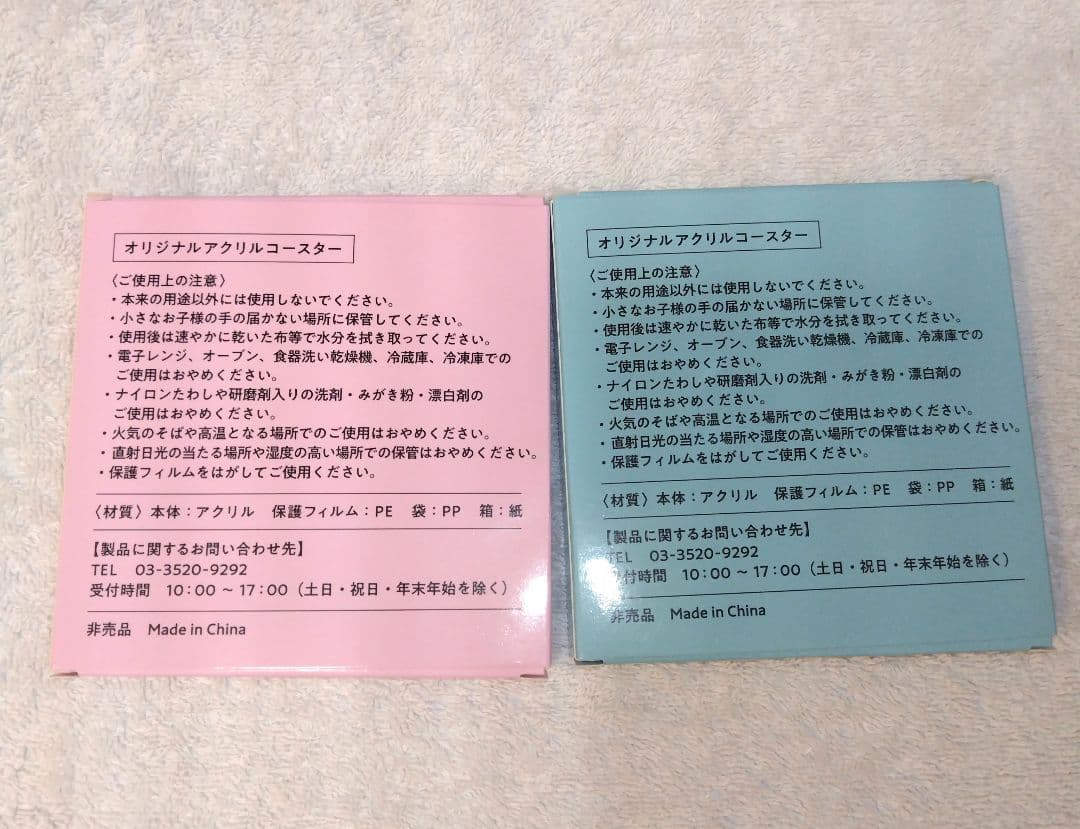 オリジナルアクリルコースター
〈ご使用上の注意〉
・本来の用途以外には使用しないでください。
・小さなお子様の手の届かない場所に保管してください。
・使用後は速やかに乾いた布等で水分を拭き取ってください。
・電子レンジ、オーブン、食器洗い乾燥機、冷蔵庫、冷凍庫での
ご使用はおやめください。
・ナイロンたわしや研磨剤入りの洗剤・みがき粉・漂白剤の
ご使用はおやめください。
・火気のそばや高温となる場所でのご使用はおやめください。
・直射日光の当たる場所や湿度の高い場所での保管はおやめください。
・保護フィルムをはがしてご使用ください。
〈材質〉本体：アクリル　保護フィルム：PE　袋：PP　箱：紙
【製品に関するお問い合わせ先】
TEL　03-3520-9292
受付時間　10：00 ～ 17：00（土日・祝日・年末年始を除く）
非売品　Made in China
オリジナルアクリルコースター
〈ご使用上の注意〉
・本来の用途以外には使用しないでください。
・小さなお子様の手の届かない場所に保管してください。
・使用後は速やかに乾いた布等で水分を拭き取ってください。
・電子レンジ、オーブン、食器洗い乾燥機、冷蔵庫、冷凍庫での
ご使用はおやめください。
・ナイロンたわしや研磨剤入りの洗剤・みがき粉・漂白剤の
ご使用はおやめください。
・火気のそばや高温となる場所でのご使用はおやめください。
・直射日光の当たる場所や湿度の高い場所での保管はおやめください。
・保護フィルムをはがしてご使用ください。
〈材質〉本体：アクリル　保護フィルム：PE　袋：PP　箱：紙
【製品に関するお問い合わせ先】
TEL　03-3520-9292
受付時間　10：00 ～ 17：00（土日・祝日・年末年始を除く）
非売品　Made in China